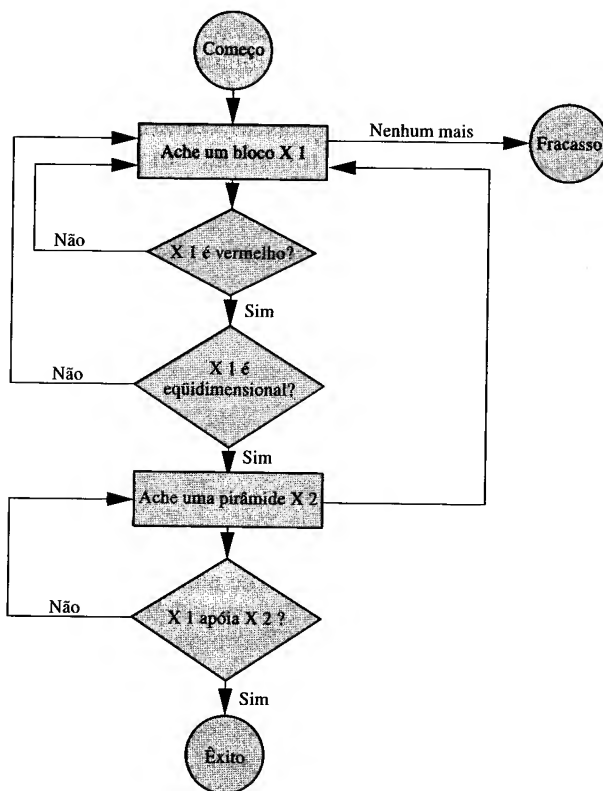 Começo
Nenhum mais
Ache um bloco X 1
Fracasso
Não
X 1 é vermelho?
Sim
X 1 é
eqüidimensional?
Não
Sim
Ache uma pirâmide X 2
Não
X 1 apóia X 2 ?
Sim
Êxito